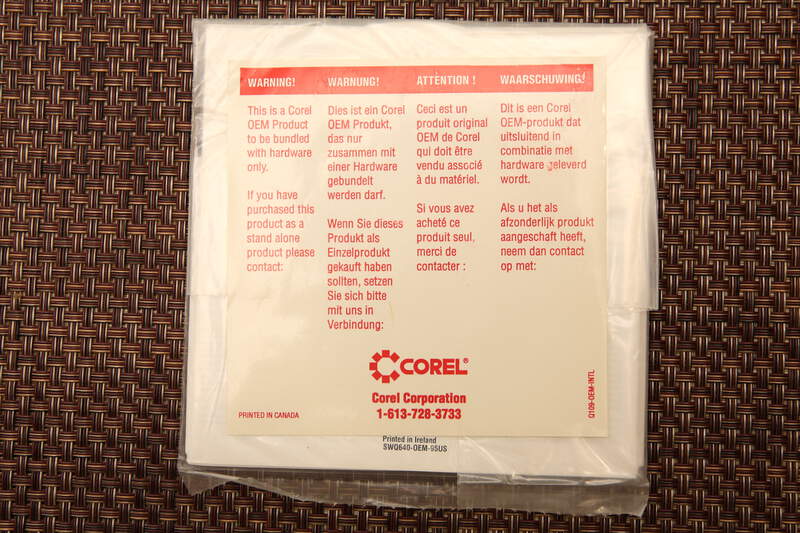 WARNING!
This is a Corel
OEM Product
to be bundled
with hardware
only.
If you have
purchased this
product as a
stand alone
product please
contact:
WARNUNG!
Dies ist ein Corel
OEM Produkt,
das nur
zusammen mit
einer Hardware
gebundelt
werden darf.
Wenn Sie dieses
Produkt als
Einzelprodukt
gekauft haben
sollten, setzen
Sie sich bitte
mit uns in
Verbindung:
ATTENTION !
Ceci est un
produit original
OEM de Corel
qui doit être
vendu associé
à du matériel.
Si vous avez
acheté ce
produit seul,
merci de
contacter :
WAARSCHUWING!
Dit is een Corel
OEM-produkt dat
uitsluitend in
combinatie met
hardware geleverd
wordt.
Als u het als
afzonderlijk produkt
aangeschaft heeft,
neem dan contact
op met:
COREL®
Corel Corporation
1-613-728-3733
PRINTED IN CANADA
Q109-OEM-INTL
Printed in Ireland
SWQ640-OEM-95US